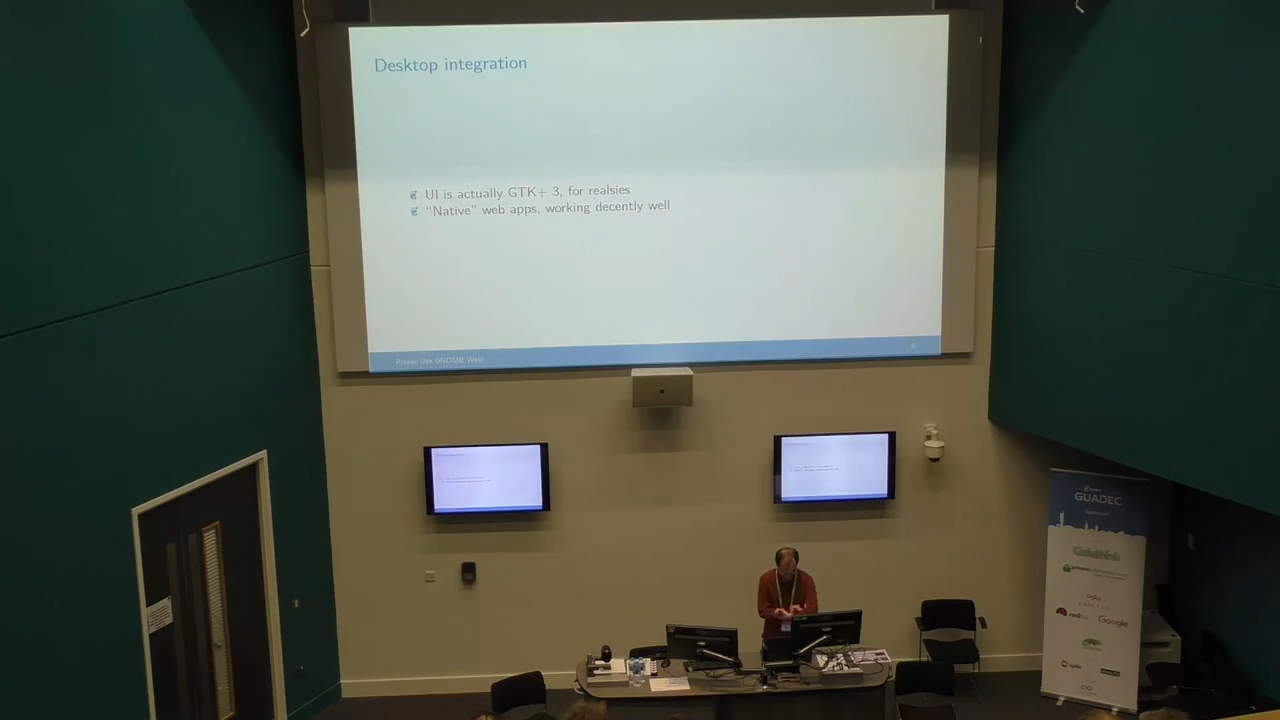 Desktop integration
UI is actually GTK+ 3, for realsies
"Native" web apps, working decently well
Please Use GNOME Web!
GUADEC
redhat
Google